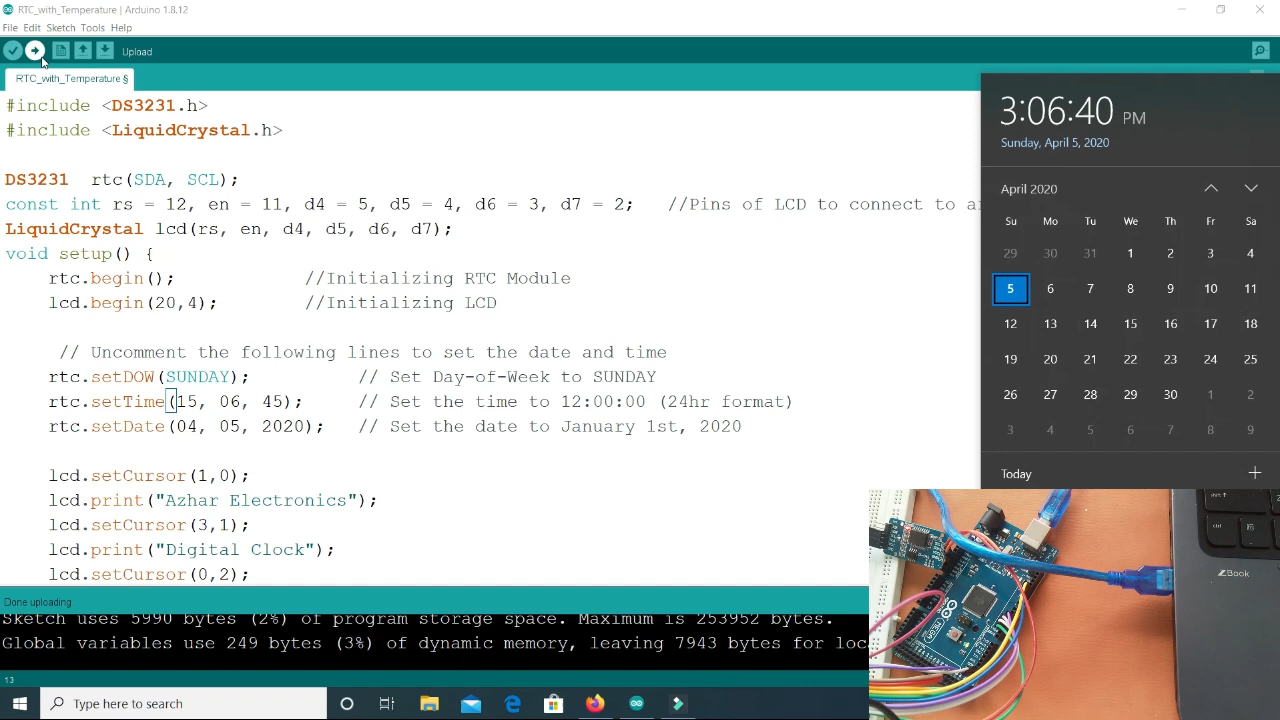 RTC_with_Temperature | Arduino 1.8.12
File Edit Sketch Tools Help
Upload
RTC_with_Temperature §
#include <DS3231.h>
#include <LiquidCrystal.h>
DS3231 rtc(SDA, SCL);
const int rs = 12, en = 11, d4 = 5, d5 = 4, d6 = 3, d7 = 2; //Pins of LCD to connect to
LiquidCrystal lcd(rs, en, d4, d5, d6, d7);
void setup() {
rtc.begin(); //Initializing RTC Module
lcd.begin(20,4); //Initializing LCD
// Uncomment the following lines to set the date and time
rtc.setDOW(SUNDAY); // Set Day-of-Week to SUNDAY
rtc.setTime(15, 06, 45); // Set the time to 12:00:00 (24hr format)
rtc.setDate(04, 05, 2020); // Set the date to January 1st, 2020
lcd.setCursor(1,0);
lcd.print("Azhar Electronics");
lcd.setCursor(3,1);
lcd.print("Digital Clock");
lcd.setCursor(0,2);
Done uploading
Sketch uses 5990 bytes (2%) of program storage space. Maximum is 253952 bytes.
Global variables use 249 bytes (3%) of dynamic memory, leaving 7943 bytes for loc
13
Type here to search
3:06:40 PM
Sunday, April 5, 2020
April 2020
Su Mo Tu We Th Fr Sa
29 30 31 1 2 3 4
5 6 7 8 9 10 11
12 13 14 15 16 17 18
19 20 21 22 23 24 25
26 27 28 29 30 1 2
3 4 5 6 7 8 9
Today
ZBook